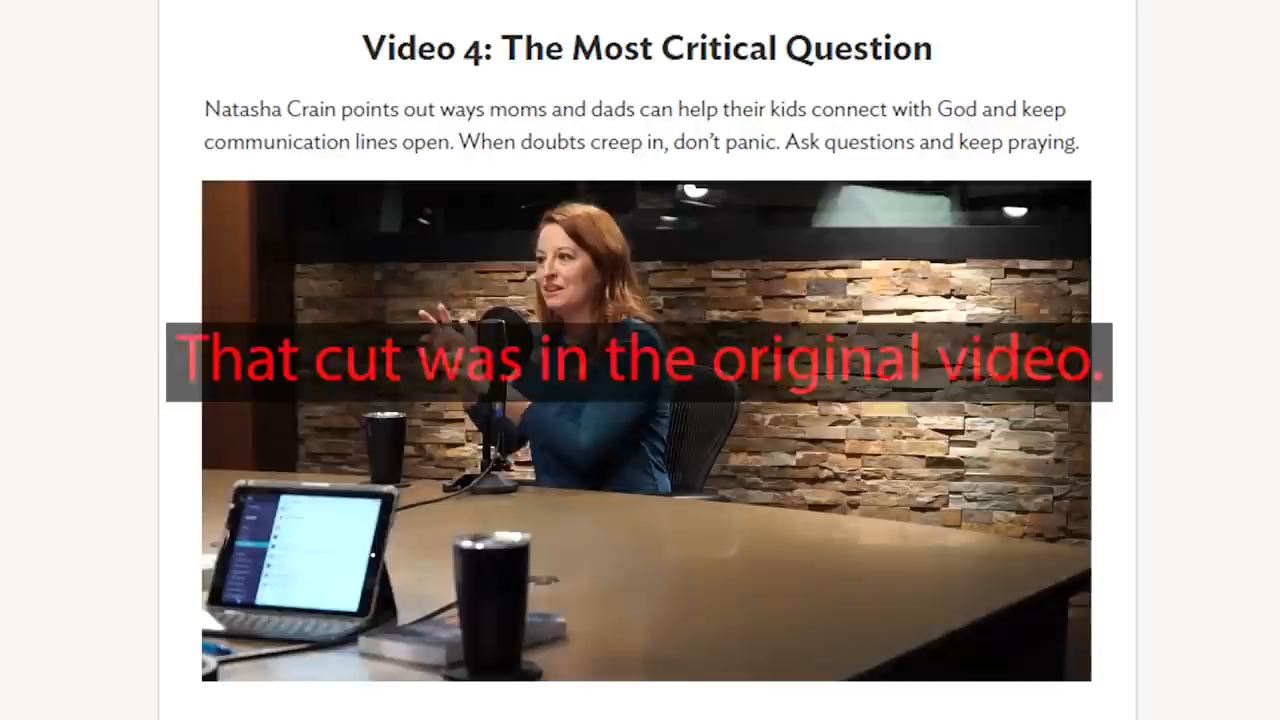 Video 4: The Most Critical Question
Natasha Crain points out ways moms and dads can help their kids connect with God and keep
communication lines open. When doubts creep in, don’t panic. Ask questions and keep praying.
That cut was in the original video.